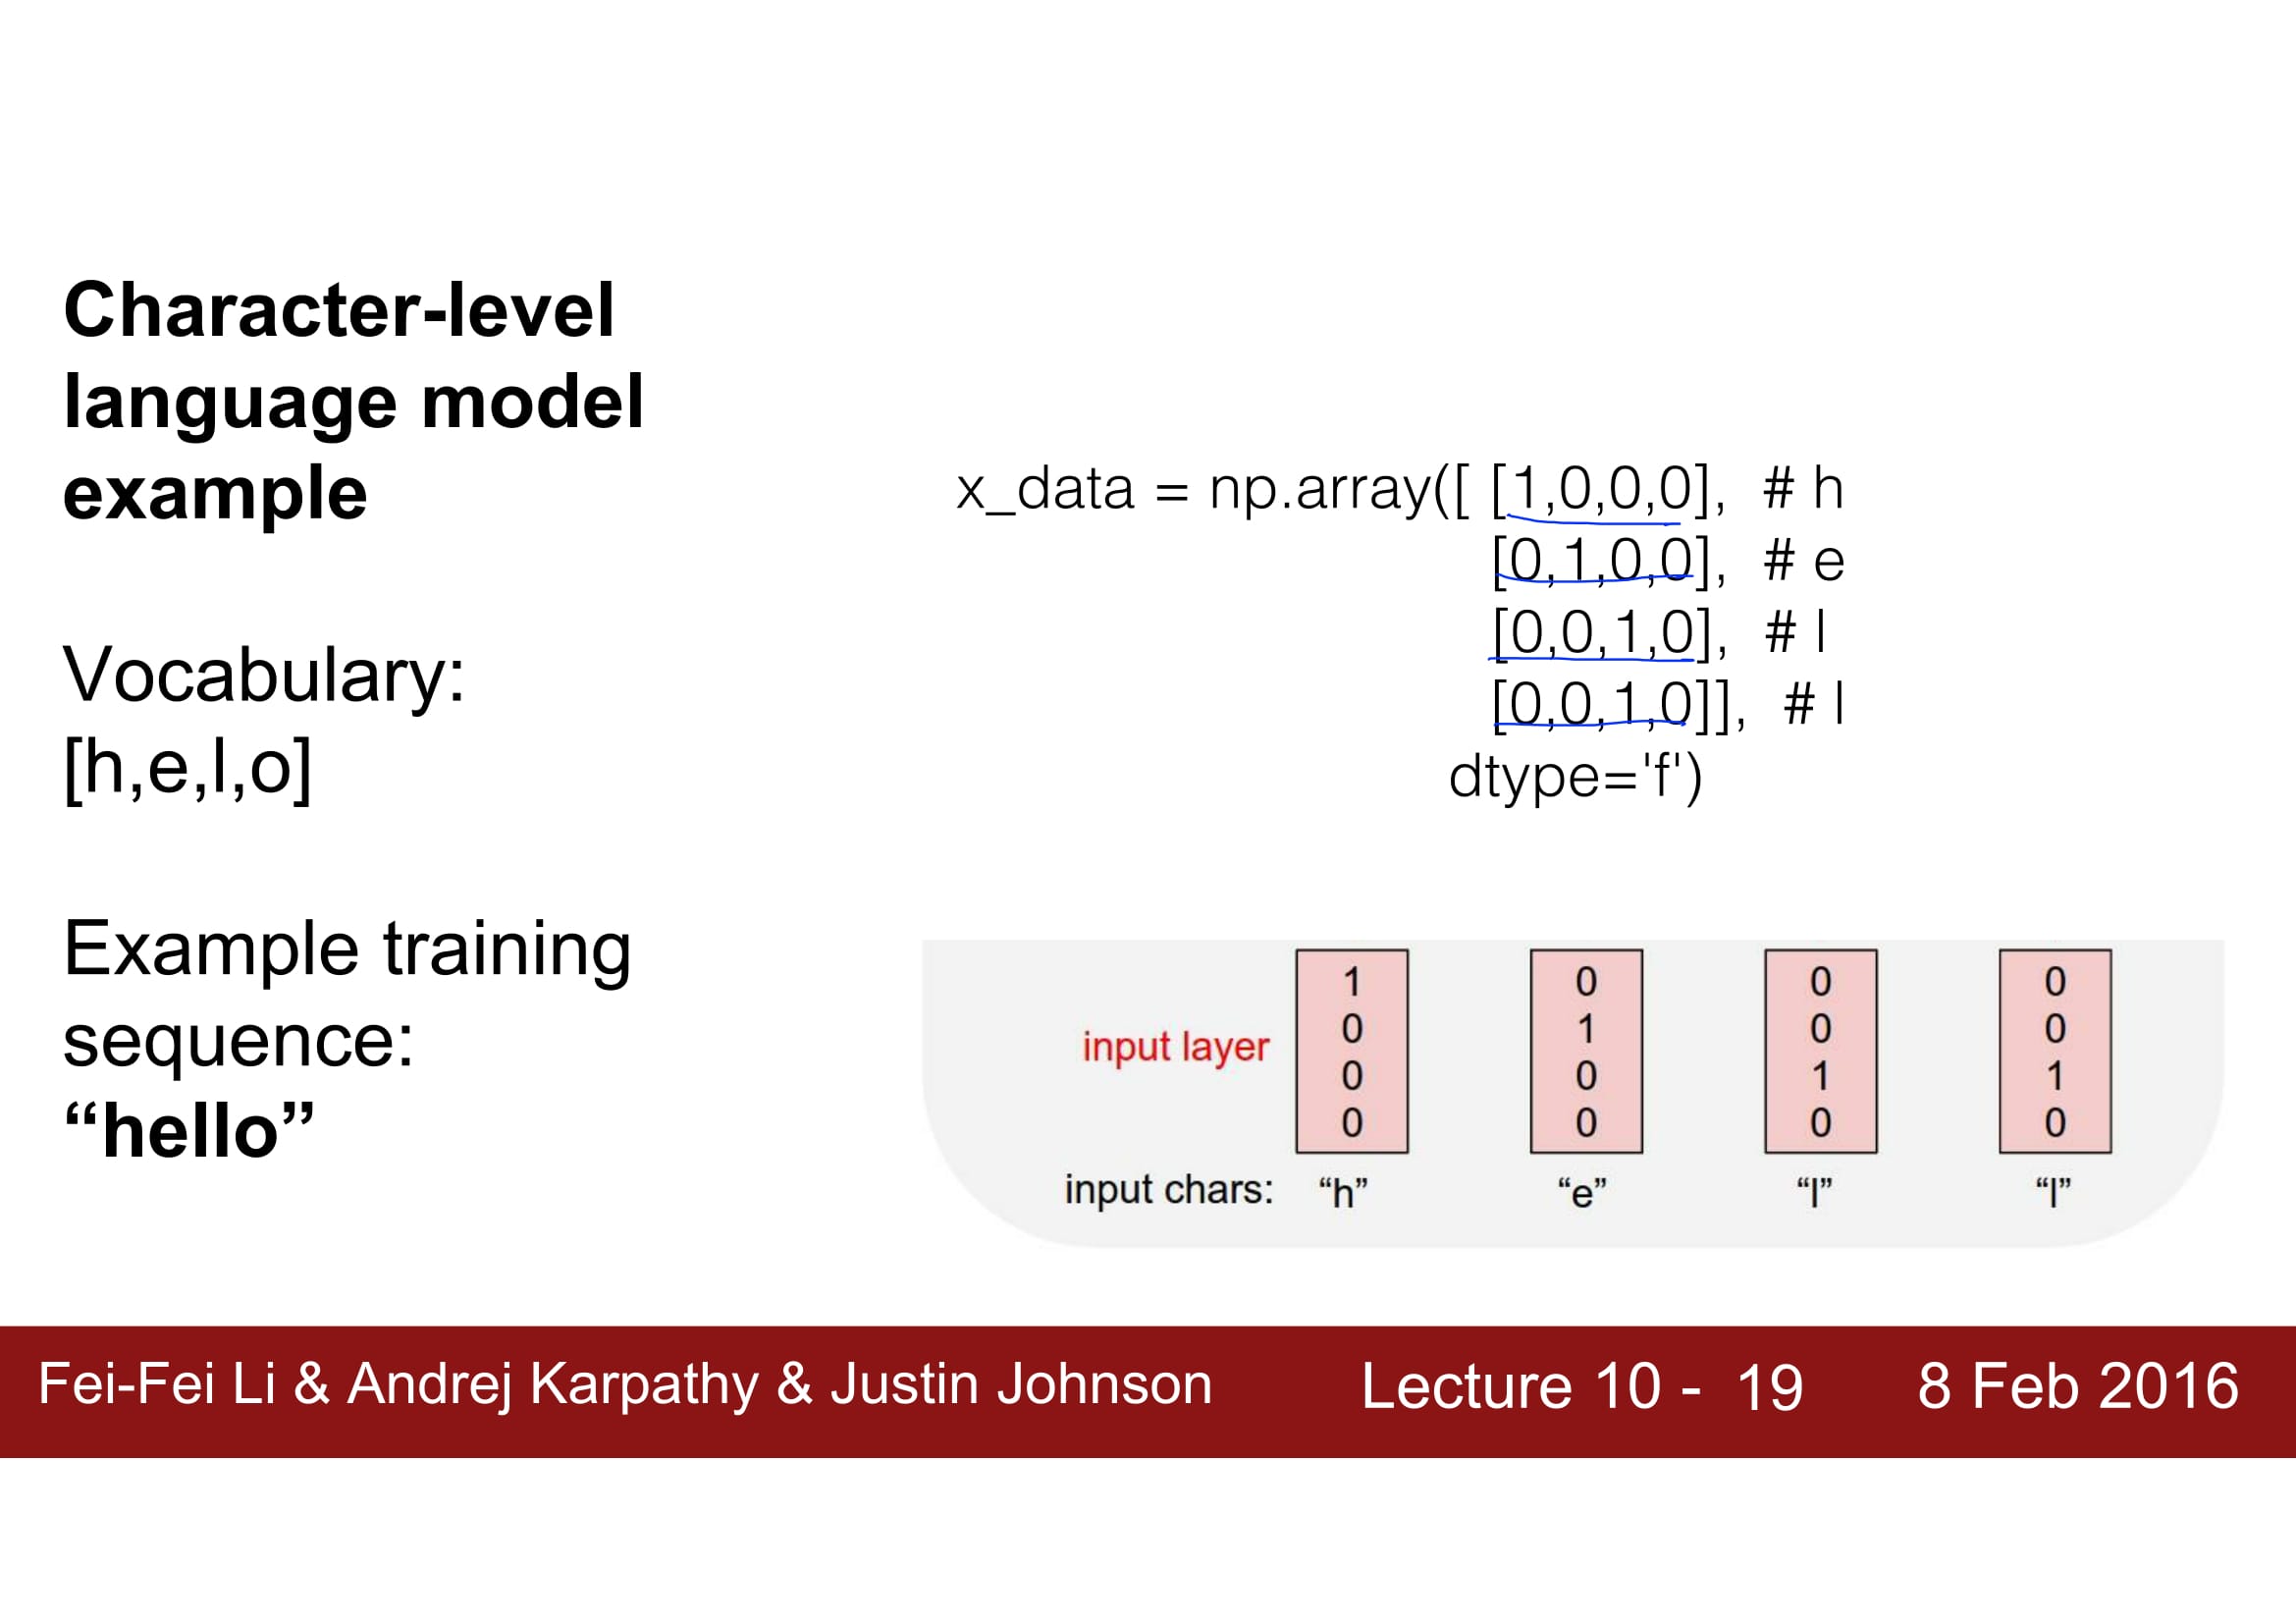 Character-level
language model
example
Vocabulary:
[h,e,l,o]
Example training
sequence:
“hello”
x_data = np.array([ [1,0,0,0], # h
[0,1,0,0], # e
[0,0,1,0], # l
[0,0,1,0]], # l
dtype='f')
1 0 0 0
0 1 0 0
input layer
0 0 1 1
0 0 0 0
input chars: “h” “e” “l” “l”
Fei-Fei Li & Andrej Karpathy & Justin Johnson Lecture 10 - 19 8 Feb 2016